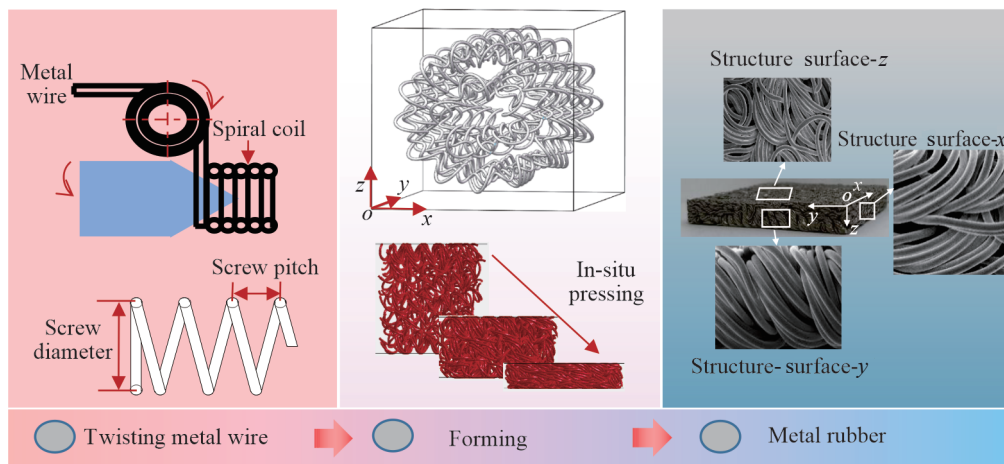 Metal
wire
Spiral coil
Screw pitch
Screw
diameter
z
y
o
x
In-situ
pressing
Structure surface-z
Structure surface-x
x
o
y
z
Structure- surface-y
Twisting metal wire
Forming
Metal rubber